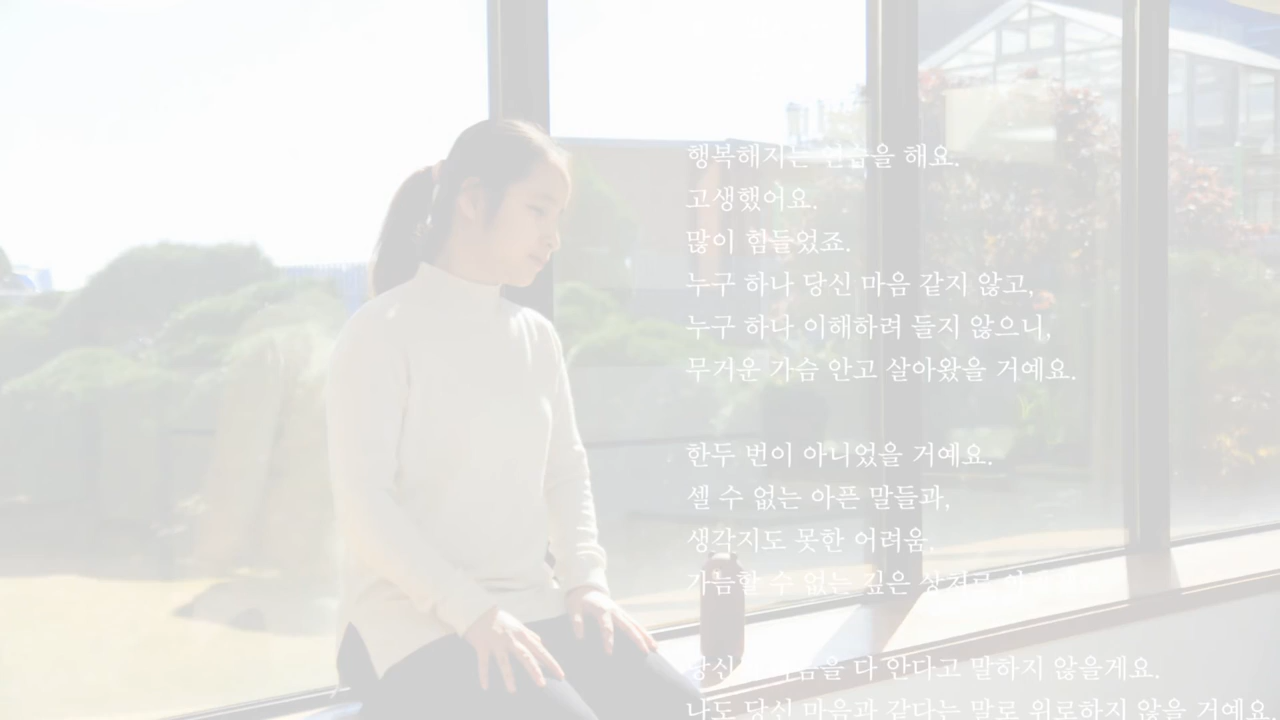 행복해지는 연습을 해요.
고생했어요.
많이 힘들었죠.
누구 하나 당신 마음 같지 않고,
누구 하나 이해하려 들지 않으니,
무거운 가슴 안고 살아왔을 거예요.
한두 번이 아니었을 거예요.
셀 수 없는 아픈 말들과,
생각지도 못한 어려움.
가늠할 수 없는 깊은 상처로
당신의 마음을 다 안다고 말하지 않을게요.
나도 당신 마음과 같다는 말로 위로하지 않을 거예요